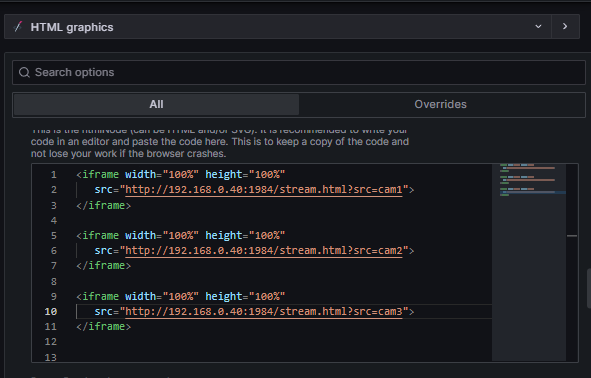 HTML graphics
Search options
All
Overrides
This is the htmlNode (can be HTML and/or SVG). It is recommended to write your
code in an editor and paste the code here. This is to keep a copy of the code and
not lose your work if the browser crashes.
1 <iframe width="100%" height="100%"
2 src="http://192.168.0.40:1984/stream.html?src=cam1">
3 </iframe>
4
5 <iframe width="100%" height="100%"
6 src="http://192.168.0.40:1984/stream.html?src=cam2">
7 </iframe>
8
9 <iframe width="100%" height="100%"
10 src="http://192.168.0.40:1984/stream.html?src=cam3">
11 </iframe>
12
13